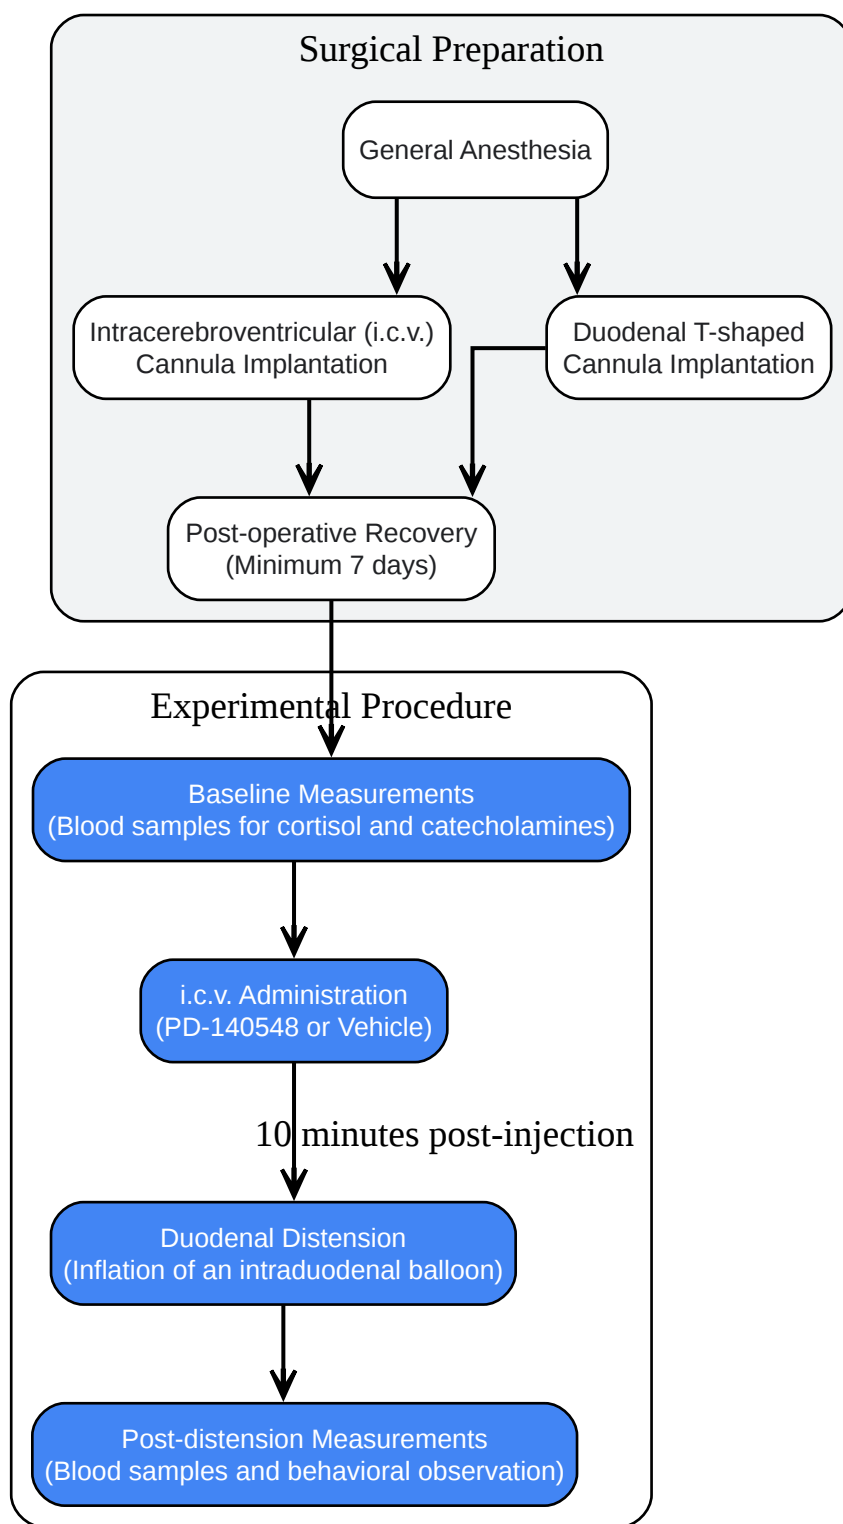 Surgical Preparation
General Anesthesia
Intracerebroventricular (i.c.v.)
Cannula Implantation
Duodenal T-shaped
Cannula Implantation
Post-operative Recovery
(Minimum 7 days)
Experimental Procedure
Baseline Measurements
(Blood samples for cortisol and catecholamines)
i.c.v. Administration
(PD-140548 or Vehicle)
10 minutes post-injection
Duodenal Distension
(Inflation of an intraduodenal balloon)
Post-distension Measurements
(Blood samples and behavioral observation)